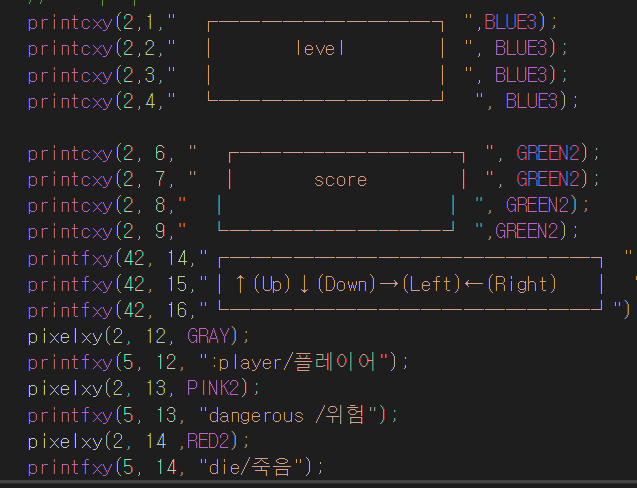 printcxy(2,1,"   ┌─────────────────────┐  ",BLUE3);
printcxy(2,2,"   │        level         │  ", BLUE3);
printcxy(2,3,"   │                      │  ", BLUE3);
printcxy(2,4,"   └─────────────────────┘   ", BLUE3);
printcxy(2, 6, "   ┌─────────────────────┐  ", GREEN2);
printcxy(2, 7, "   │        score         │  ", GREEN2);
printcxy(2, 8,"   │                      │  ", GREEN2);
printcxy(2, 9,"   └─────────────────────┘  ",GREEN2);
printfxy(42, 14,"┌───────────────────────────────────┐  "
printfxy(42, 15,"│ ↑(Up)↓(Down)→(Left)←(Right)    │   "
printfxy(42, 16,"└───────────────────────────────────┘")
pixelxy(2, 12, GRAY);
printfxy(5, 12, ":player/플레이어");
pixelxy(2, 13, PINK2);
printfxy(5, 13, "dangerous /위험");
pixelxy(2, 14 ,RED2);
printfxy(5, 14, "die/죽음");